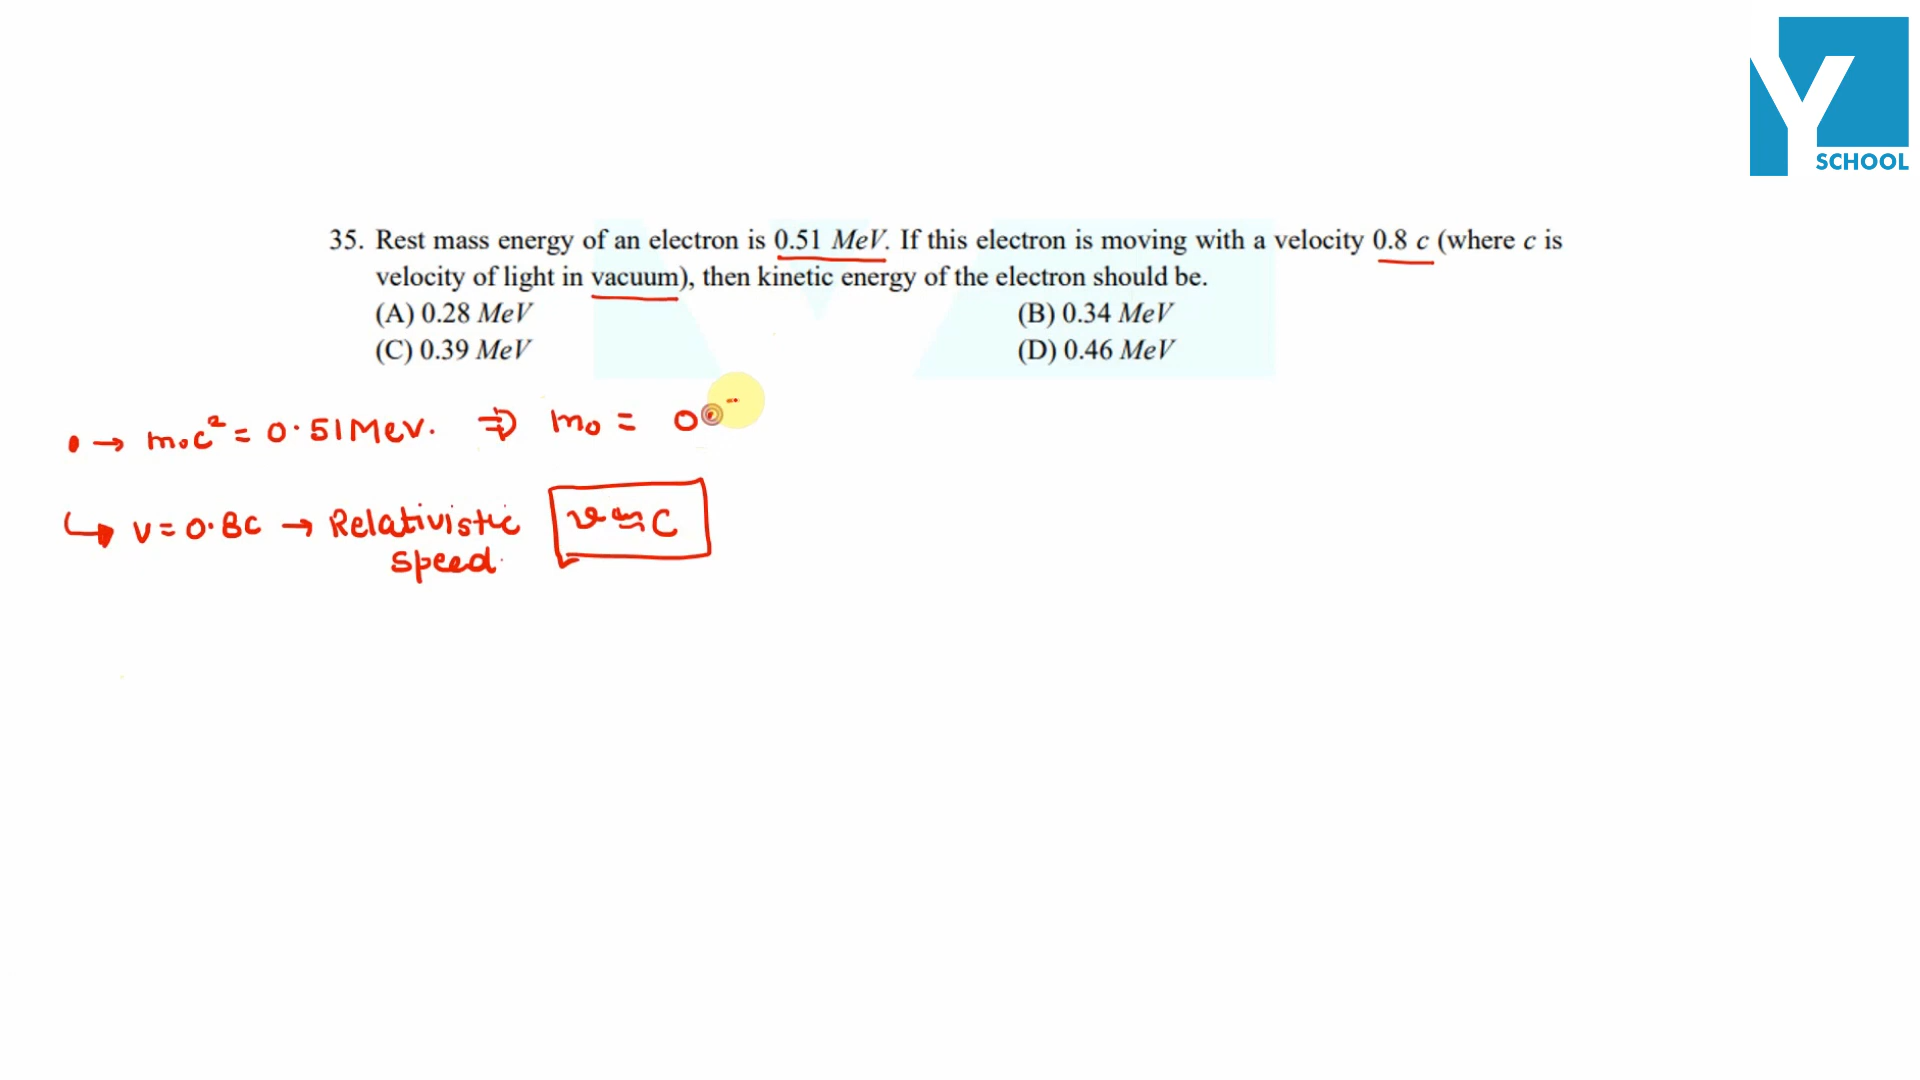 Y
SCHOOL
35. Rest mass energy of an electron is 0.51 MeV. If this electron is moving with a velocity 0.8 c (where c is
velocity of light in vacuum), then kinetic energy of the electron should be.
(A) 0.28 MeV (B) 0.34 MeV
(C) 0.39 MeV (D) 0.46 MeV
→ m₀c² = 0.51 MeV. ⇒ m₀ = 0
↳ v = 0.8c → Relativistic v ≈ c
speed.